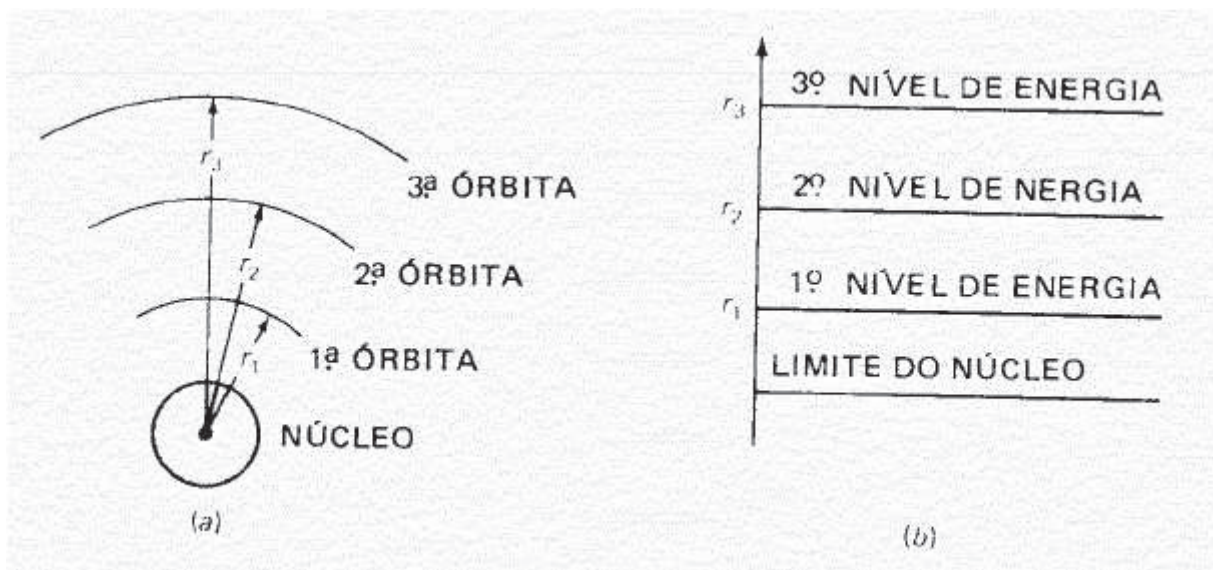 r₃
3ª ÓRBITA
r₂
2ª ÓRBITA
r₁
1ª ÓRBITA
NÚCLEO
(a)
r₃
3º NÍVEL DE ENERGIA
r₂
2º NÍVEL DE NERGIA
r₁
1º NÍVEL DE ENERGIA
LIMITE DO NÚCLEO
(b)